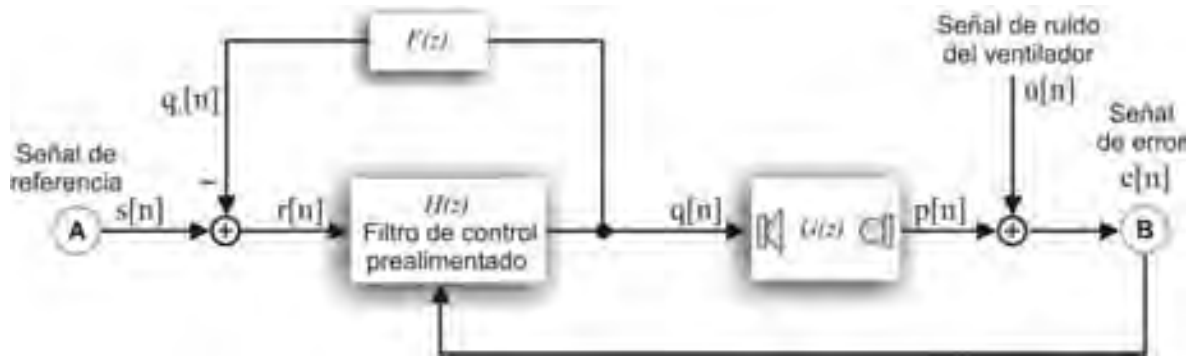 Señal de ruido
del ventilador
Señal
de error
e[n]
Señal de
referencia
A
s[n]
−
+
r[n]
H(z)
Filtro de control
prealimentado
q[n]
p[n]
+
B